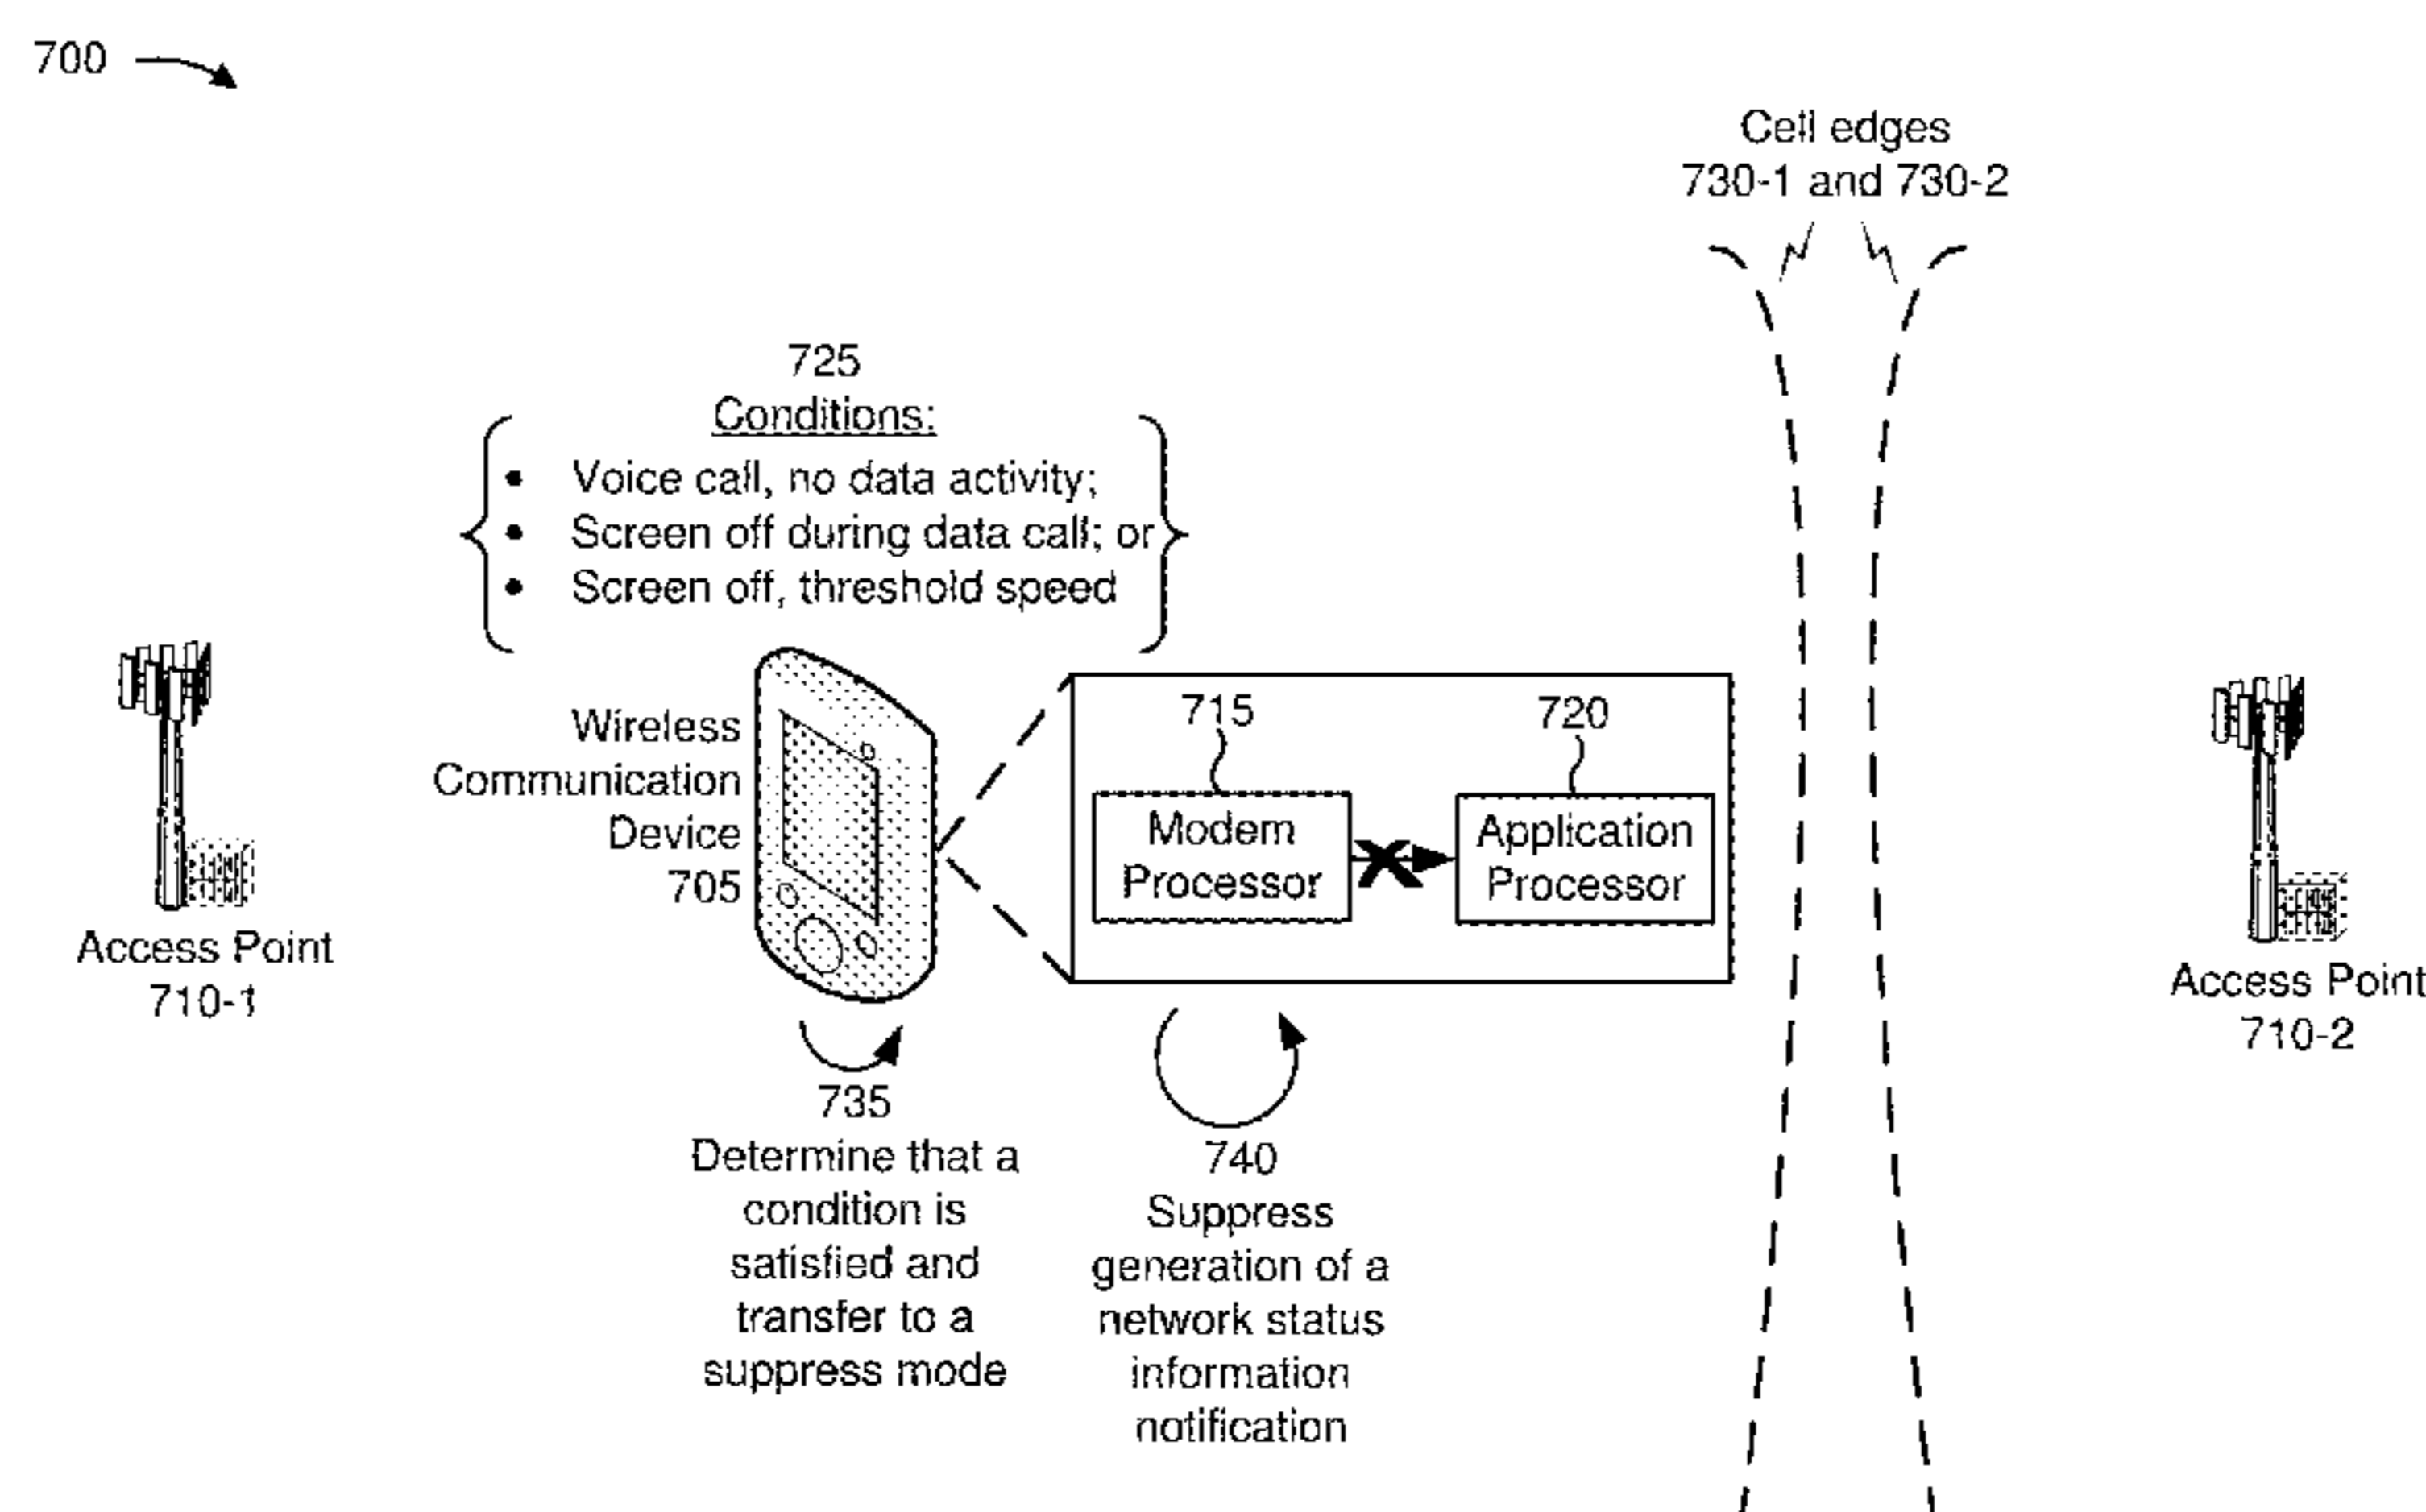 700
Cell edges
730-1 and 730-2
725
Conditions:
• Voice call, no data activity;
• Screen off during data call; or
• Screen off, threshold speed
Wireless
Communication
Device
705
715
720
Modem
Processor
Application
Processor
Access Point
710-1
Access Point
710-2
735
Determine that a
condition is
satisfied and
transfer to a
suppress mode
740
Suppress
generation of a
network status
information
notification